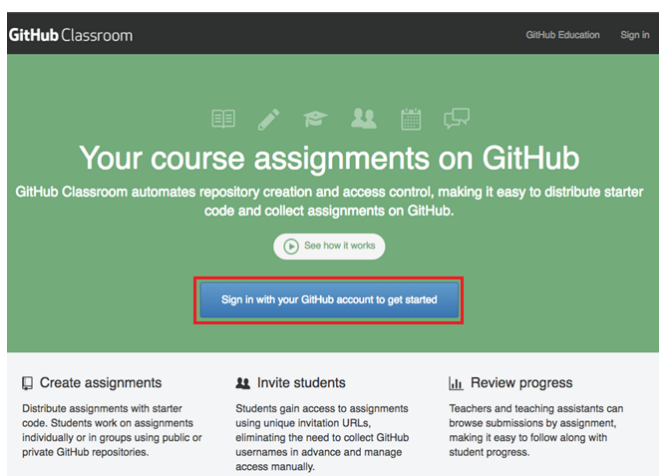 GitHub Classroom
GitHub Education Sign in
Your course assignments on GitHub
GitHub Classroom automates repository creation and access control, making it easy to distribute starter
code and collect assignments on GitHub.
See how it works
Sign in with your GitHub account to get started
Create assignments
Distribute assignments with starter
code. Students work on assignments
individually or in groups using public or
private GitHub repositories.
Invite students
Students gain access to assignments
using unique invitation URLs,
eliminating the need to collect GitHub
usernames in advance and manage
access manually.
Review progress
Teachers and teaching assistants can
browse submissions by assignment,
making it easy to follow along with
student progress.